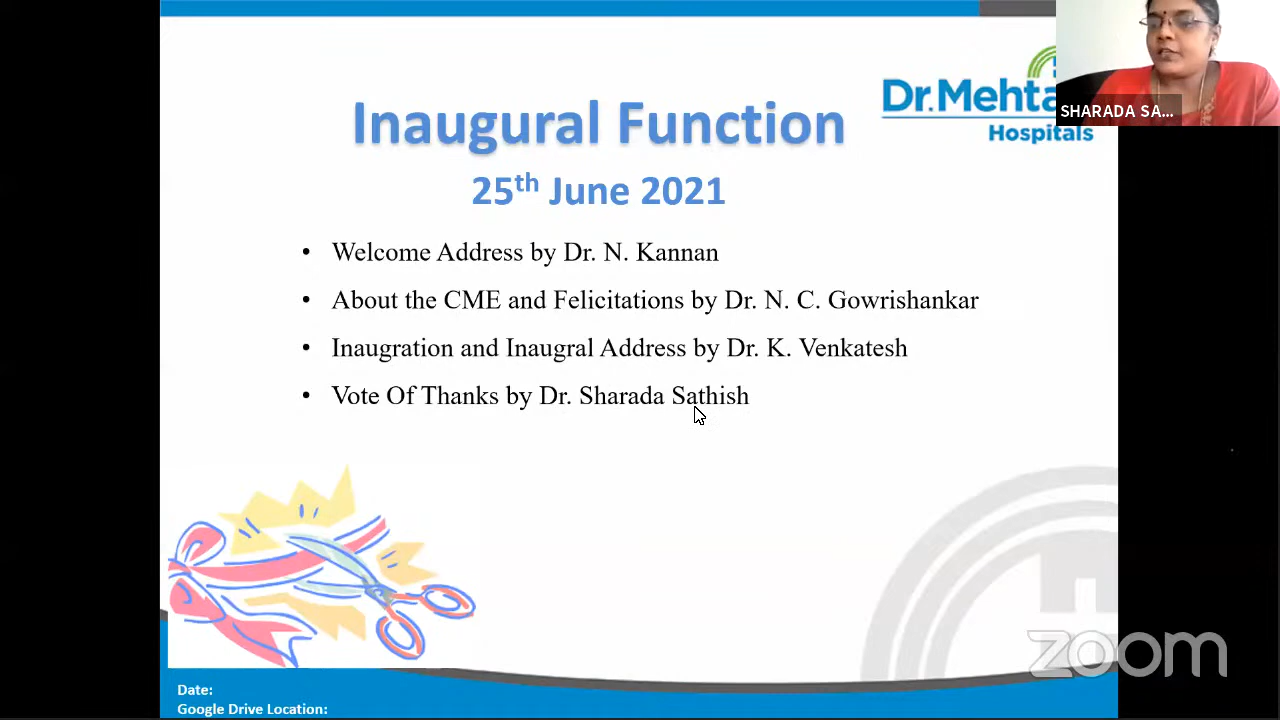 Inaugural Function
25th June 2021
Dr.Mehta
Hospitals
SHARADA SA...
• Welcome Address by Dr. N. Kannan
• About the CME and Felicitations by Dr. N. C. Gowrishankar
• Inaugration and Inaugral Address by Dr. K. Venkatesh
• Vote Of Thanks by Dr. Sharada Sathish
zoom
Date:
Google Drive Location: